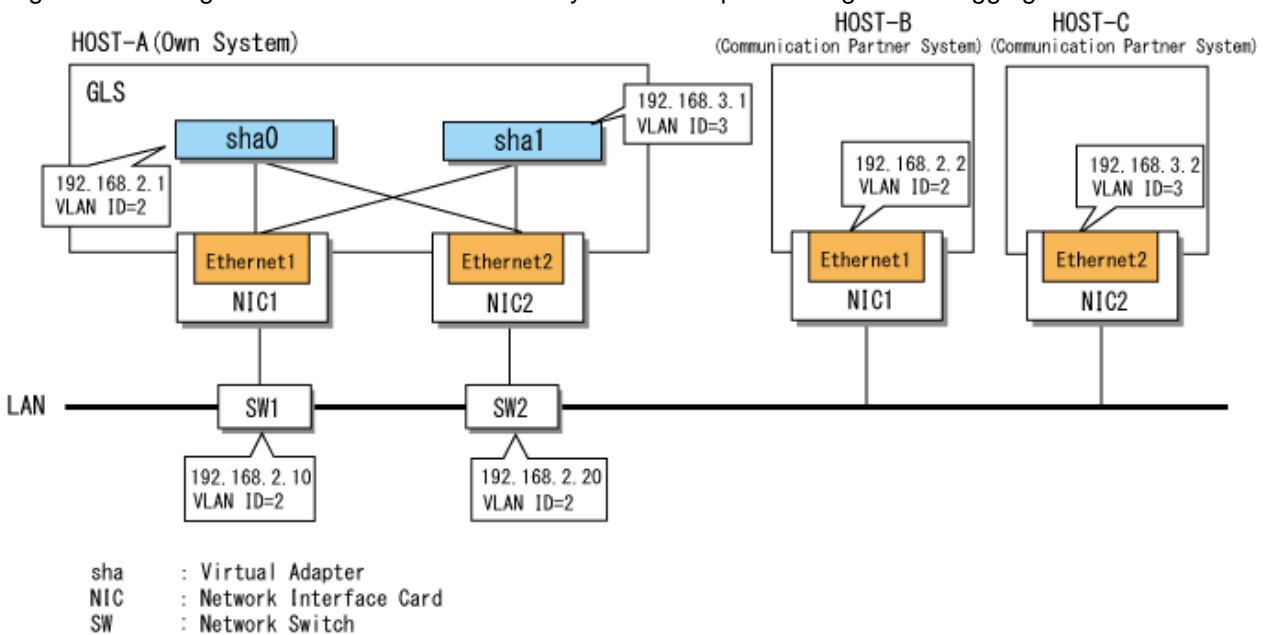 HOST-A(Own System)
HOST-B
(Communication Partner System)
HOST-C
(Communication Partner System)
GLS
sha0
sha1
192.168.3.1
VLAN ID=3
192.168.2.1
VLAN ID=2
192.168.2.2
VLAN ID=2
192.168.3.2
VLAN ID=3
Ethernet1
NIC1
Ethernet2
NIC2
Ethernet1
NIC1
Ethernet2
NIC2
LAN
SW1
SW2
192.168.2.10
VLAN ID=2
192.168.2.20
VLAN ID=2
sha : Virtual Adapter
NIC : Network Interface Card
SW : Network Switch